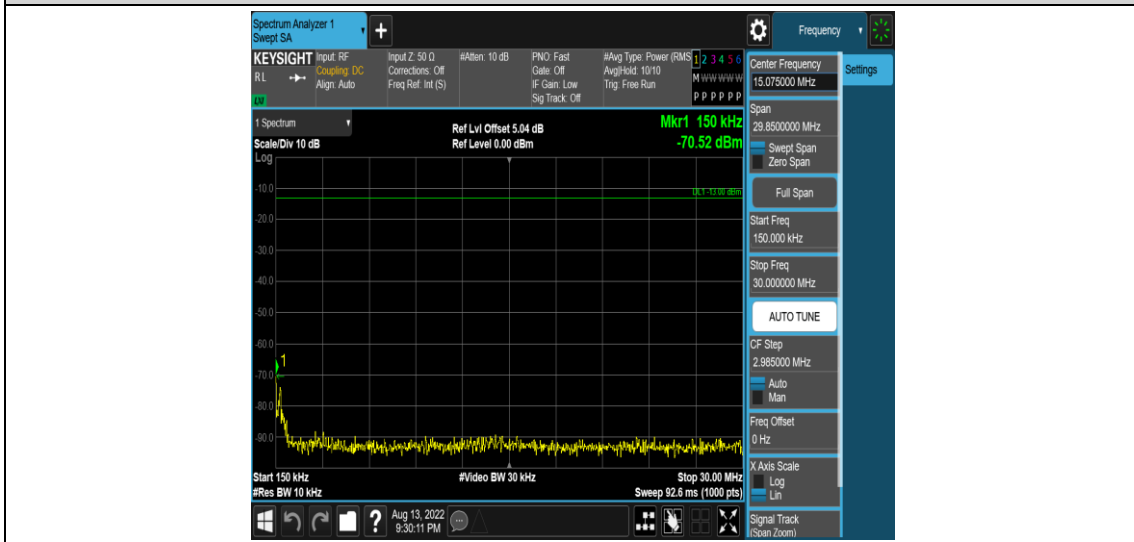 Spectrum Analyzer 1
Swept SA
Frequency
KEYSIGHT
RL
Input: RF
Coupling: DC
Align: Auto
Input Z: 50 Ω
Corrections: Off
Freq Ref: Int (S)
#Atten: 10 dB
PNO: Fast
Gate: Off
IF Gain: Low
Sig Track: Off
#Avg Type: Power (RMS
Avg|Hold: 10/10
Trig: Free Run
1 2 3 4 5 6
M W W W W W
P P P P P P
1 Spectrum
Scale/Div 10 dB
Ref Lvl Offset 5.04 dB
Ref Level 0.00 dBm
Mkr1 150 kHz
-70.52 dBm
Log
-10.0
DL1 -13.00 dBm
-20.0
-30.0
-40.0
-50.0
-60.0
1
-70.0
-80.0
-90.0
Start 150 kHz
#Video BW 30 kHz
Stop 30.00 MHz
#Res BW 10 kHz
Sweep 92.6 ms (1000 pts)
Aug 13, 2022
9:30:11 PM
Center Frequency
15.075000 MHz
Settings
Span
29.8500000 MHz
Swept Span
Zero Span
Full Span
Start Freq
150.000 kHz
Stop Freq
30.000000 MHz
AUTO TUNE
CF Step
2.985000 MHz
Auto
Man
Freq Offset
0 Hz
X Axis Scale
Log
Lin
Signal Track
(Span Zoom)